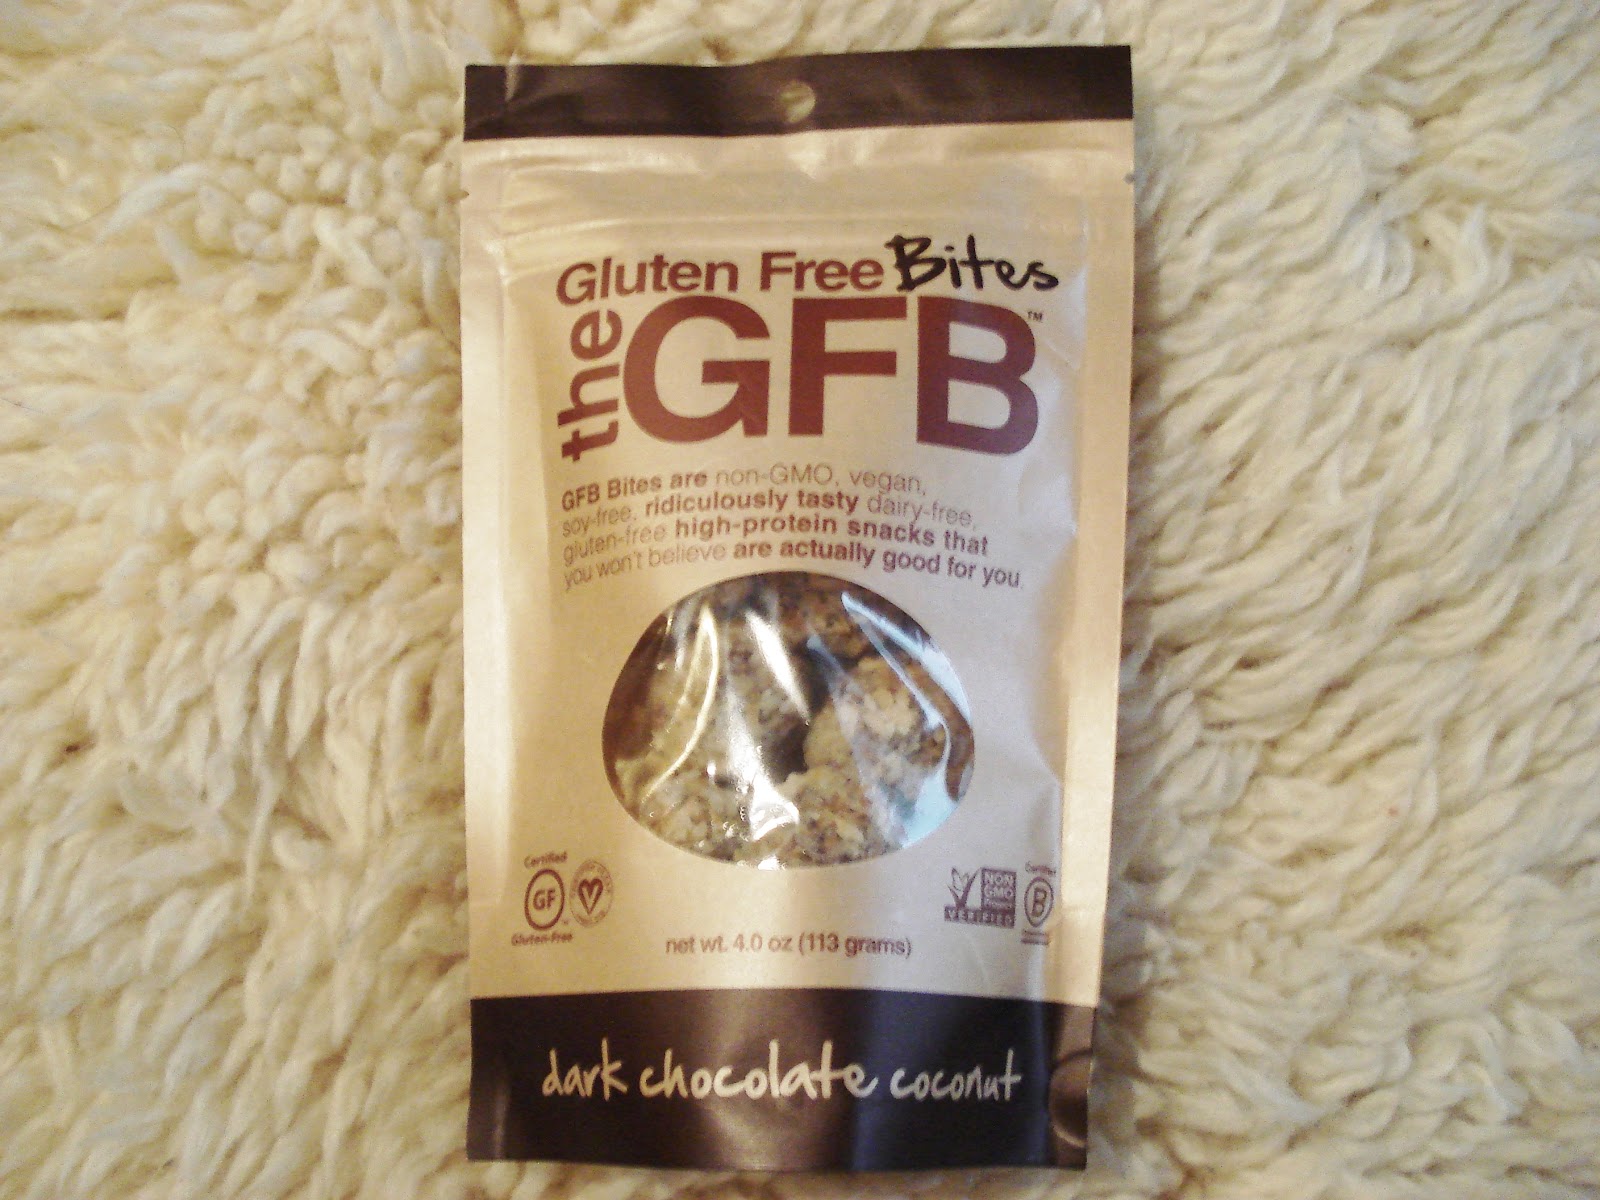 Gluten Free Bites
the GFB™
GFB Bites are non-GMO, vegan,
soy-free, ridiculously tasty dairy-free,
gluten-free high-protein snacks that
you won't believe are actually good for you.
Certified
GF
Gluten-Free
NON
GMO
VERIFIED
Certified
B
net wt. 4.0 oz (113 grams)
dark chocolate coconut